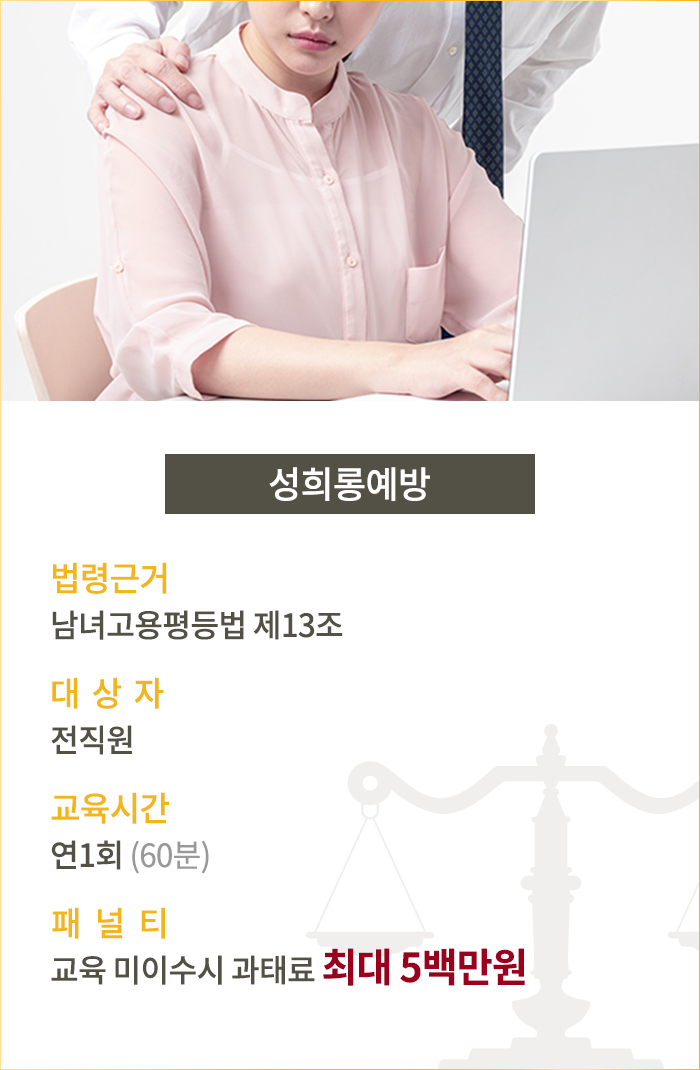 성희롱예방
법령근거
남녀고용평등법 제13조
대 상 자
전직원
교육시간
연1회 (60분)
패 널 티
교육 미이수시 과태료 최대 5백만원